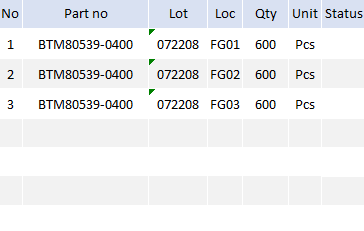 No Part no Lot Loc Qty Unit Status
1 BTM80539-0400 072208 FG01 600 Pcs
2 BTM80539-0400 072208 FG02 600 Pcs
3 BTM80539-0400 072208 FG03 600 Pcs